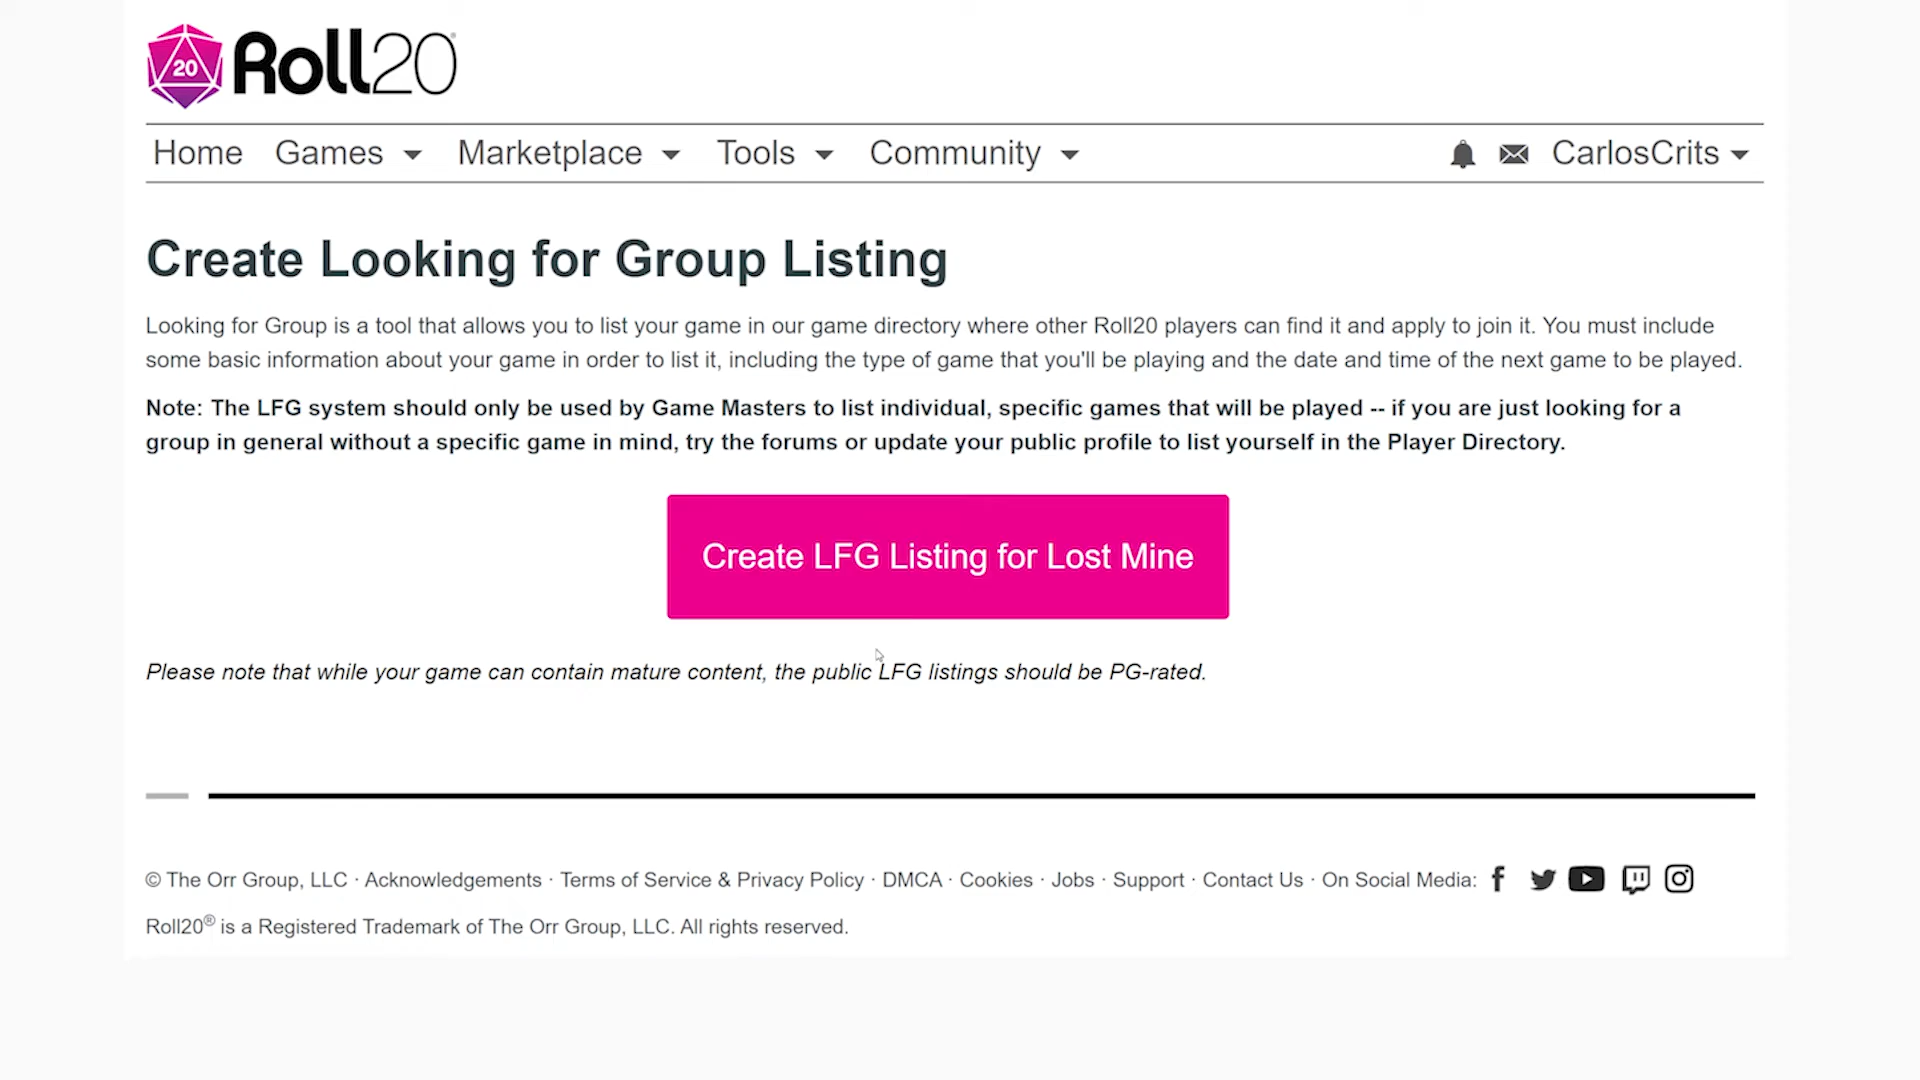 20 Roll20®
Home Games Marketplace Tools Community CarlosCrits
Create Looking for Group Listing
Looking for Group is a tool that allows you to list your game in our game directory where other Roll20 players can find it and apply to join it. You must include
some basic information about your game in order to list it, including the type of game that you'll be playing and the date and time of the next game to be played.
Note: The LFG system should only be used by Game Masters to list individual, specific games that will be played -- if you are just looking for a
group in general without a specific game in mind, try the forums or update your public profile to list yourself in the Player Directory.
Create LFG Listing for Lost Mine
Please note that while your game can contain mature content, the public LFG listings should be PG-rated.
© The Orr Group, LLC · Acknowledgements · Terms of Service & Privacy Policy · DMCA · Cookies · Jobs · Support · Contact Us · On Social Media:
Roll20® is a Registered Trademark of The Orr Group, LLC. All rights reserved.